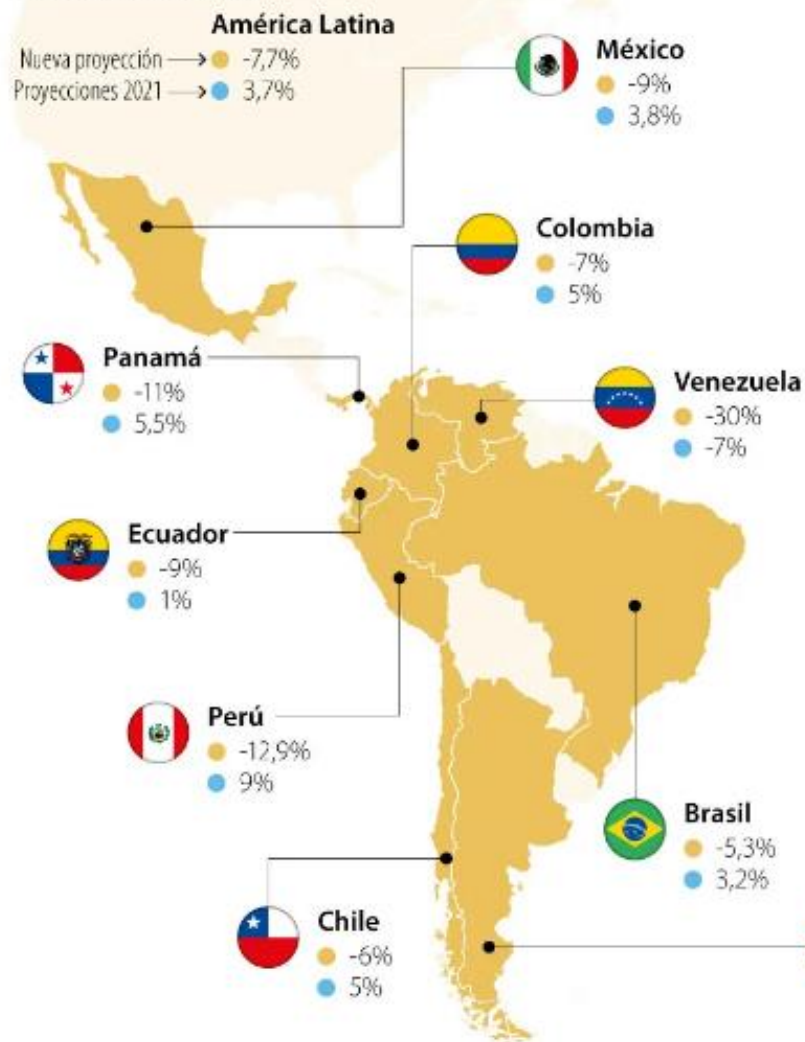 América Latina
Nueva proyección -7,7%
Proyecciones 2021 3,7%
México
-9%
3,8%
Colombia
-7%
5%
Panamá
-11%
5,5%
Venezuela
-30%
-7%
Ecuador
-9%
1%
Perú
-12,9%
9%
Brasil
-5,3%
3,2%
Chile
-6%
5%